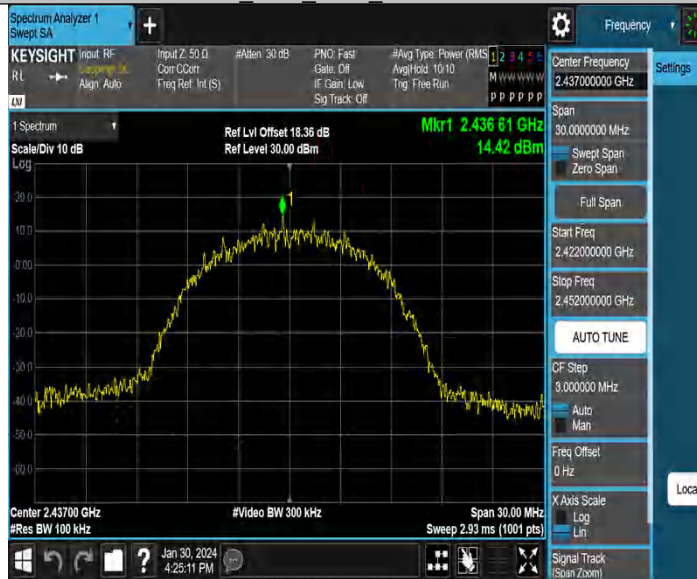 Spectrum Analyzer 1
Swept SA
+
Frequency
KEYSIGHT
RL
Input: RF
Coupling: DC
Align: Auto
Input Z: 50 Ω
Corr CCorr
Freq Ref: Int (S)
#Atten: 30 dB
PNO: Fast
Gate: Off
IF Gain: Low
Sig Track: Off
#Avg Type: Power (RMS
Avg|Hold: 10/10
Trig: Free Run
1 2 3 4 5 6
M W W W W W
P P P P P P
LXI
1 Spectrum
Scale/Div 10 dB
Log
Ref Lvl Offset 18.36 dB
Ref Level 30.00 dBm
Mkr1 2.436 61 GHz
14.42 dBm
1
20.0
10.0
0.00
-10.0
-20.0
-30.0
-40.0
-50.0
-60.0
Center 2.43700 GHz
#Res BW 100 kHz
#Video BW 300 kHz
Span 30.00 MHz
Sweep 2.93 ms (1001 pts)
?
Jan 30, 2024
4:25:11 PM
Center Frequency
2.437000000 GHz
Settings
Span
30.0000000 MHz
Swept Span
Zero Span
Full Span
Start Freq
2.422000000 GHz
Stop Freq
2.452000000 GHz
AUTO TUNE
CF Step
3.000000 MHz
Auto
Man
Freq Offset
0 Hz
Loca
X Axis Scale
Log
Lin
Signal Track
(Span Zoom)